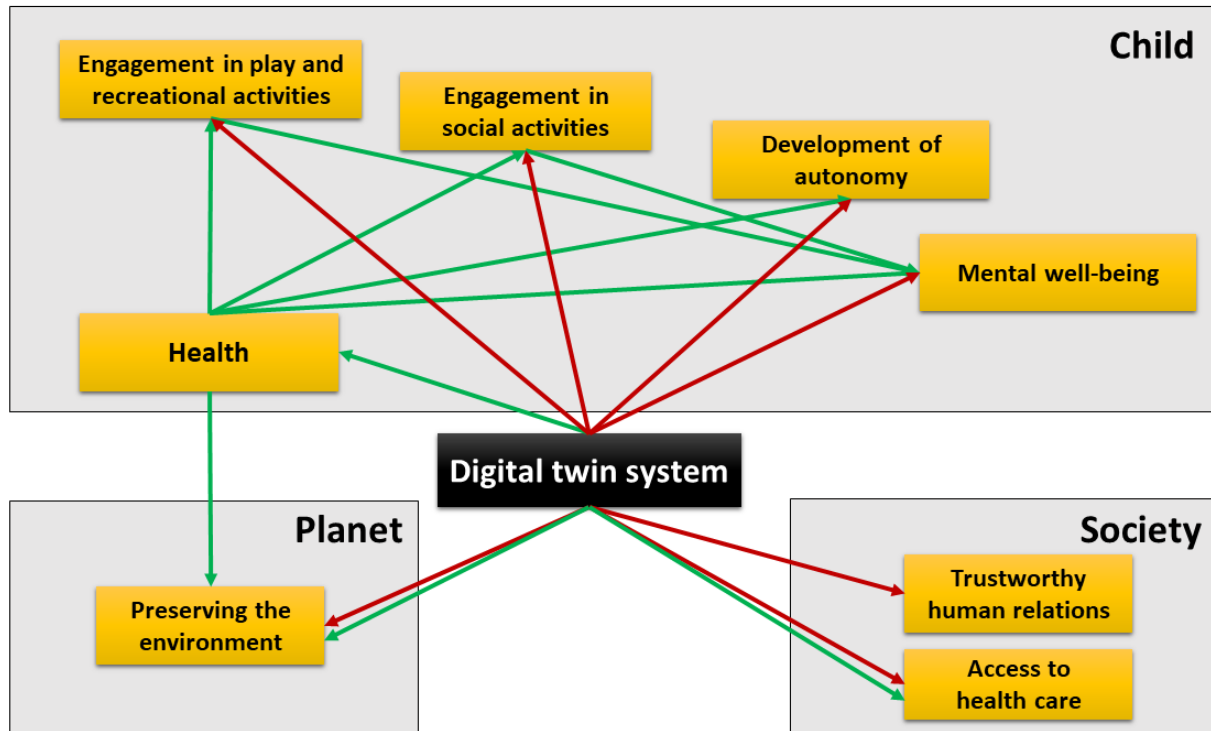 Child
Engagement in play and
recreational activities
Engagement in
social activities
Development of
autonomy
Mental well-being
Health
Digital twin system
Planet
Preserving the
environment
Society
Trustworthy
human relations
Access to
health care